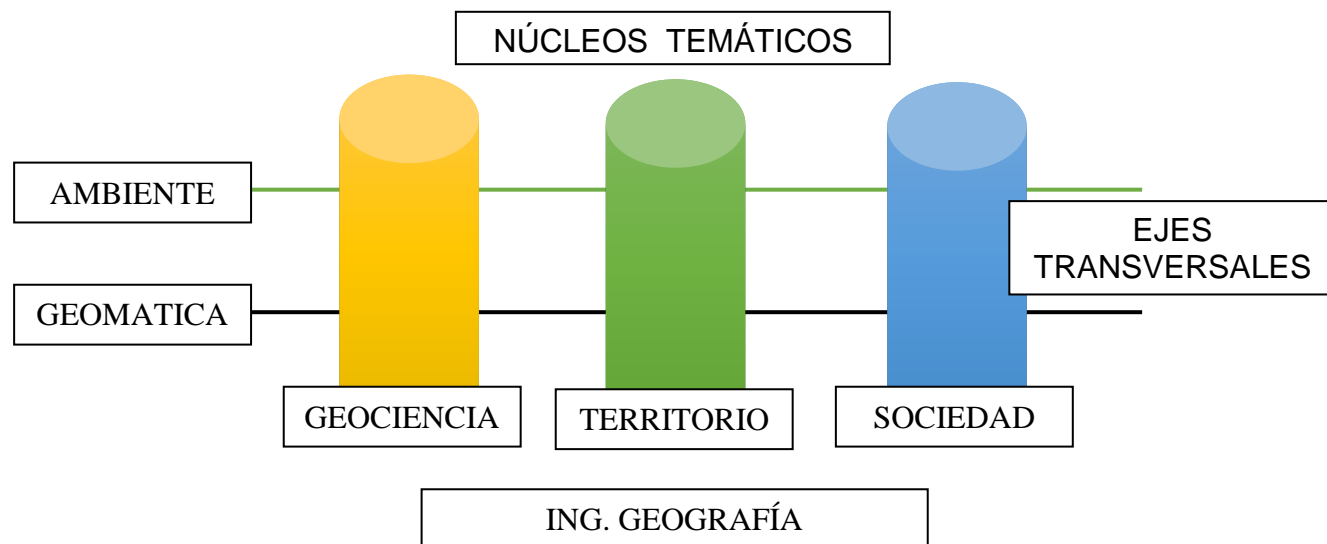 NÚCLEOS TEMÁTICOS
AMBIENTE
EJES
TRANSVERSALES
GEOMATICA
GEOCIENCIA
TERRITORIO
SOCIEDAD
ING. GEOGRAFÍA